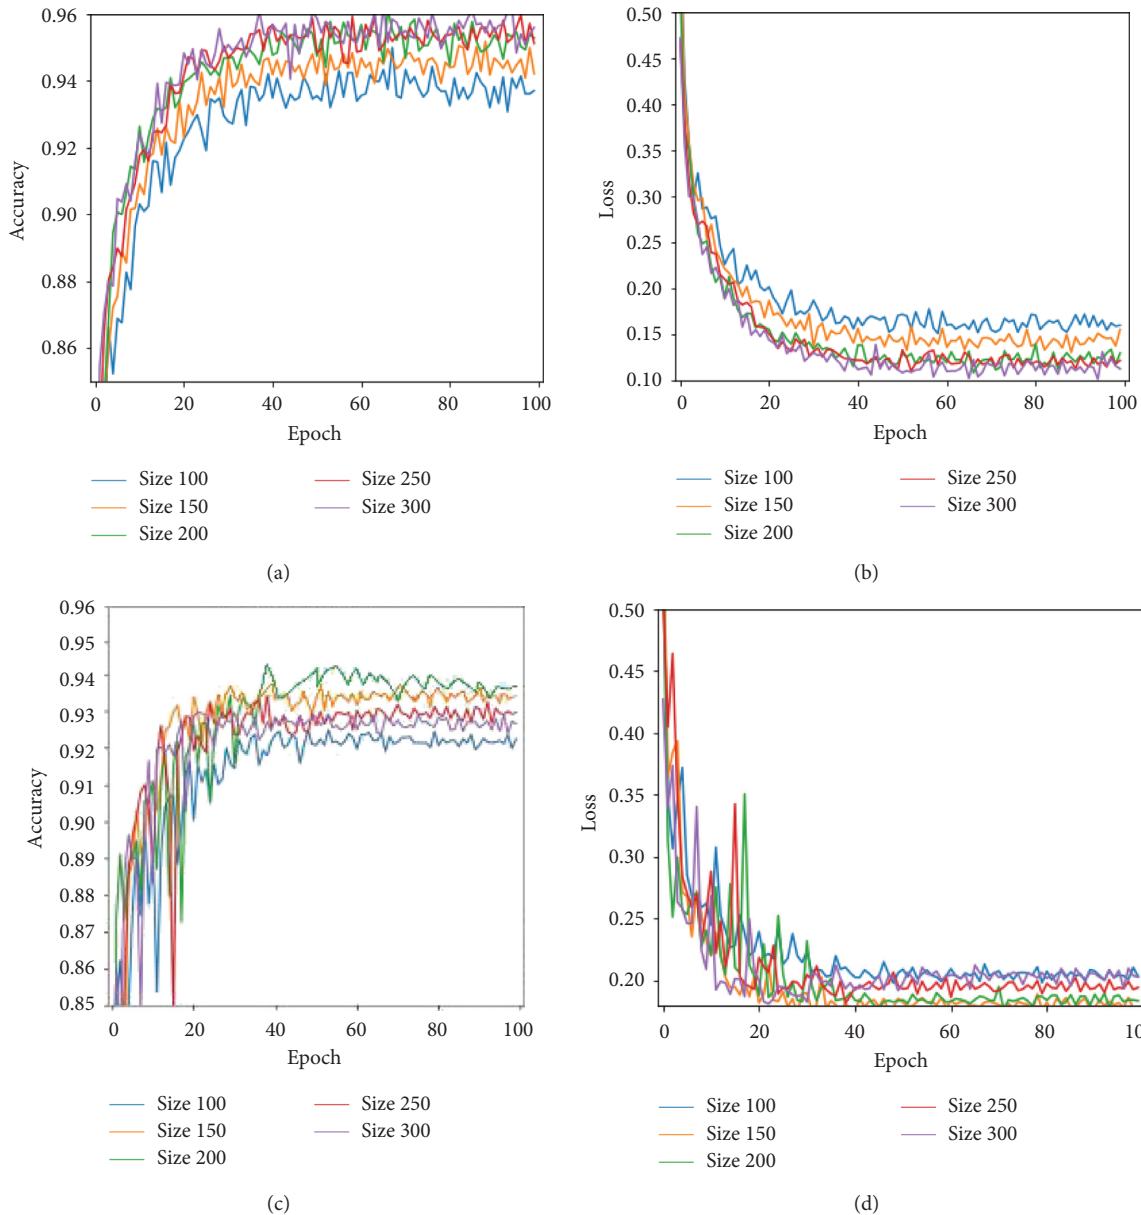 0.96
0.94
0.92
0.90
0.88
0.86
Accuracy
0 20 40 60 80 100
Epoch
Size 100
Size 150
Size 200
Size 250
Size 300
(a)
0.50
0.45
0.40
0.35
0.30
0.25
0.20
0.15
0.10
Loss
0 20 40 60 80 100
Epoch
Size 100
Size 150
Size 200
Size 250
Size 300
(b)
0.96
0.95
0.94
0.93
0.92
0.91
0.90
0.89
0.88
0.87
0.86
0.85
Accuracy
0 20 40 60 80 100
Epoch
Size 100
Size 150
Size 200
Size 250
Size 300
(c)
0.50
0.45
0.40
0.35
0.30
0.25
0.20
Loss
0 20 40 60 80 10
Epoch
Size 100
Size 150
Size 200
Size 250
Size 300
(d)